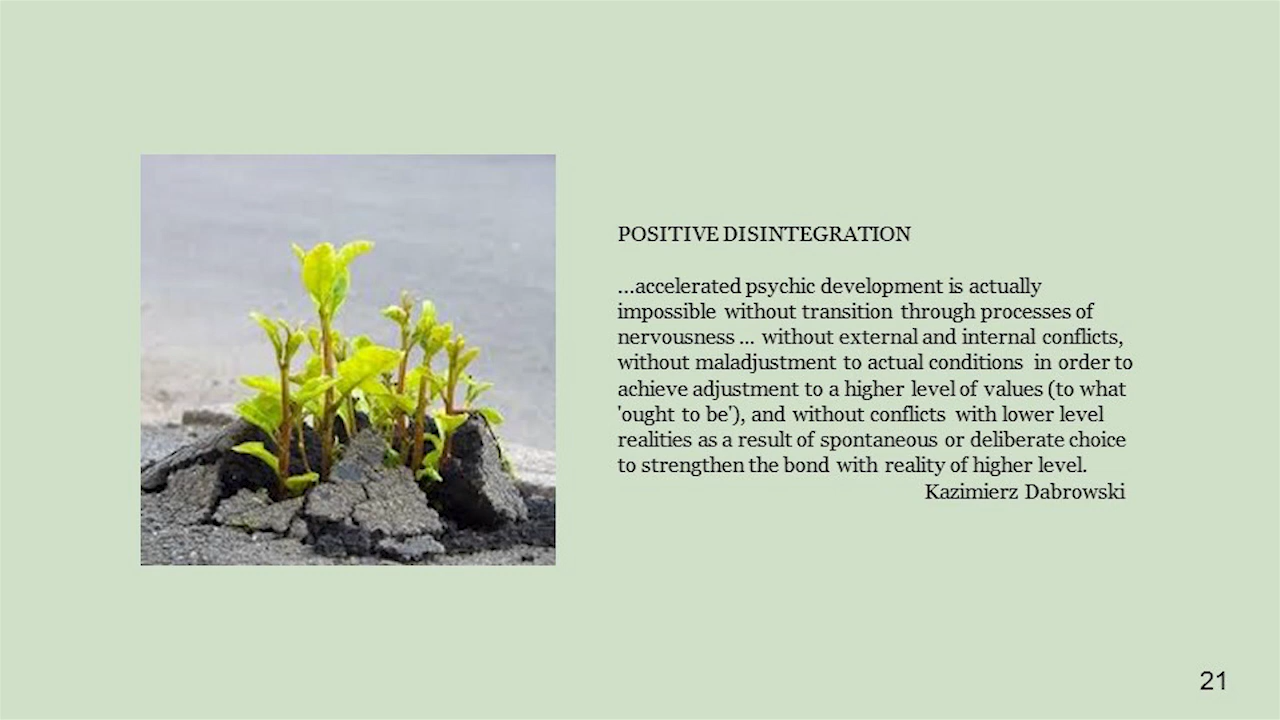 POSITIVE DISINTEGRATION
...accelerated psychic development is actually
impossible without transition through processes of
nervousness ... without external and internal conflicts,
without maladjustment to actual conditions in order to
achieve adjustment to a higher level of values (to what
'ought to be'), and without conflicts with lower level
realities as a result of spontaneous or deliberate choice
to strengthen the bond with reality of higher level.
Kazimierz Dabrowski
21